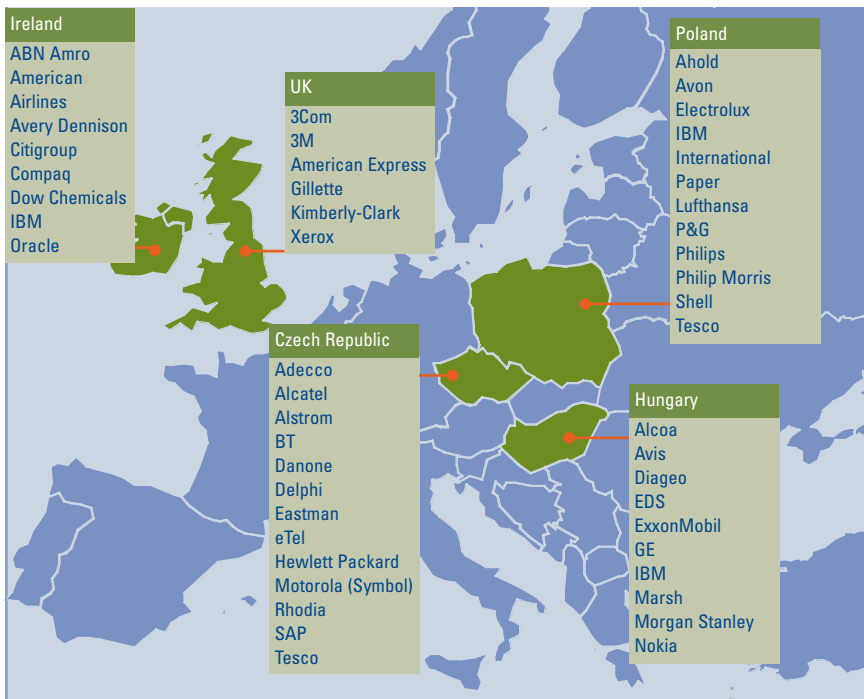 Ireland
ABN Amro
American
Airlines
Avery Dennison
Citigroup
Compaq
Dow Chemicals
IBM
Oracle
UK
3Com
3M
American Express
Gillette
Kimberly-Clark
Xerox
Poland
Ahold
Avon
Electrolux
IBM
International
Paper
Lufthansa
P&G
Philips
Philip Morris
Shell
Tesco
Czech Republic
Adecco
Alcatel
Alstrom
BT
Danone
Delphi
Eastman
eTel
Hewlett Packard
Motorola (Symbol)
Rhodia
SAP
Tesco
Hungary
Alcoa
Avis
Diageo
EDS
ExxonMobil
GE
IBM
Marsh
Morgan Stanley
Nokia